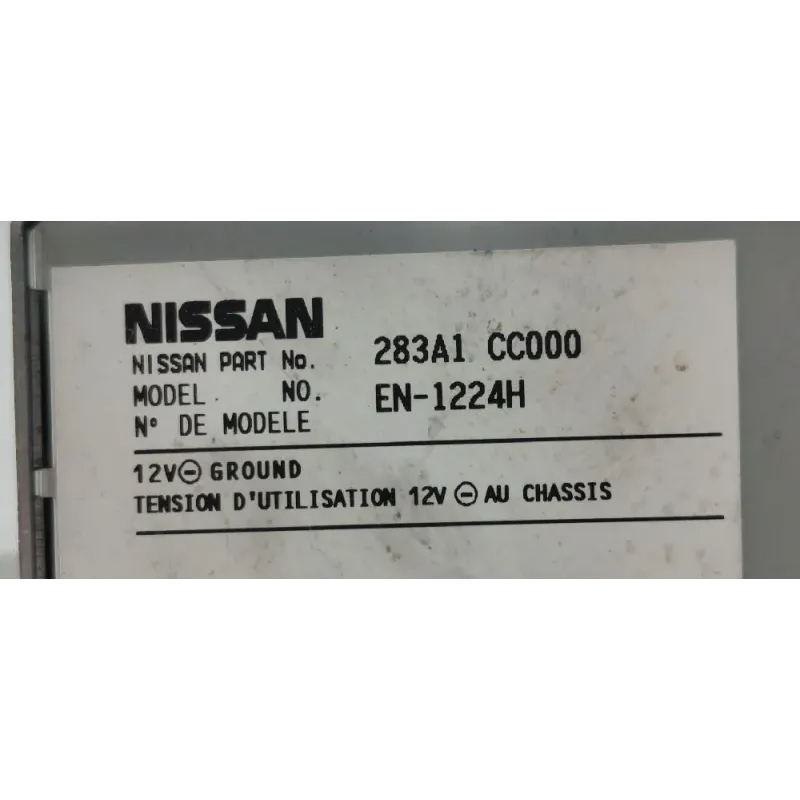 NISSAN
NISSAN PART No. 283A1 CC000
MODEL. NO. EN-1224H
N° DE MODELE
12V⊖ GROUND
TENSION D'UTILISATION 12V ⊖ AU CHASSIS